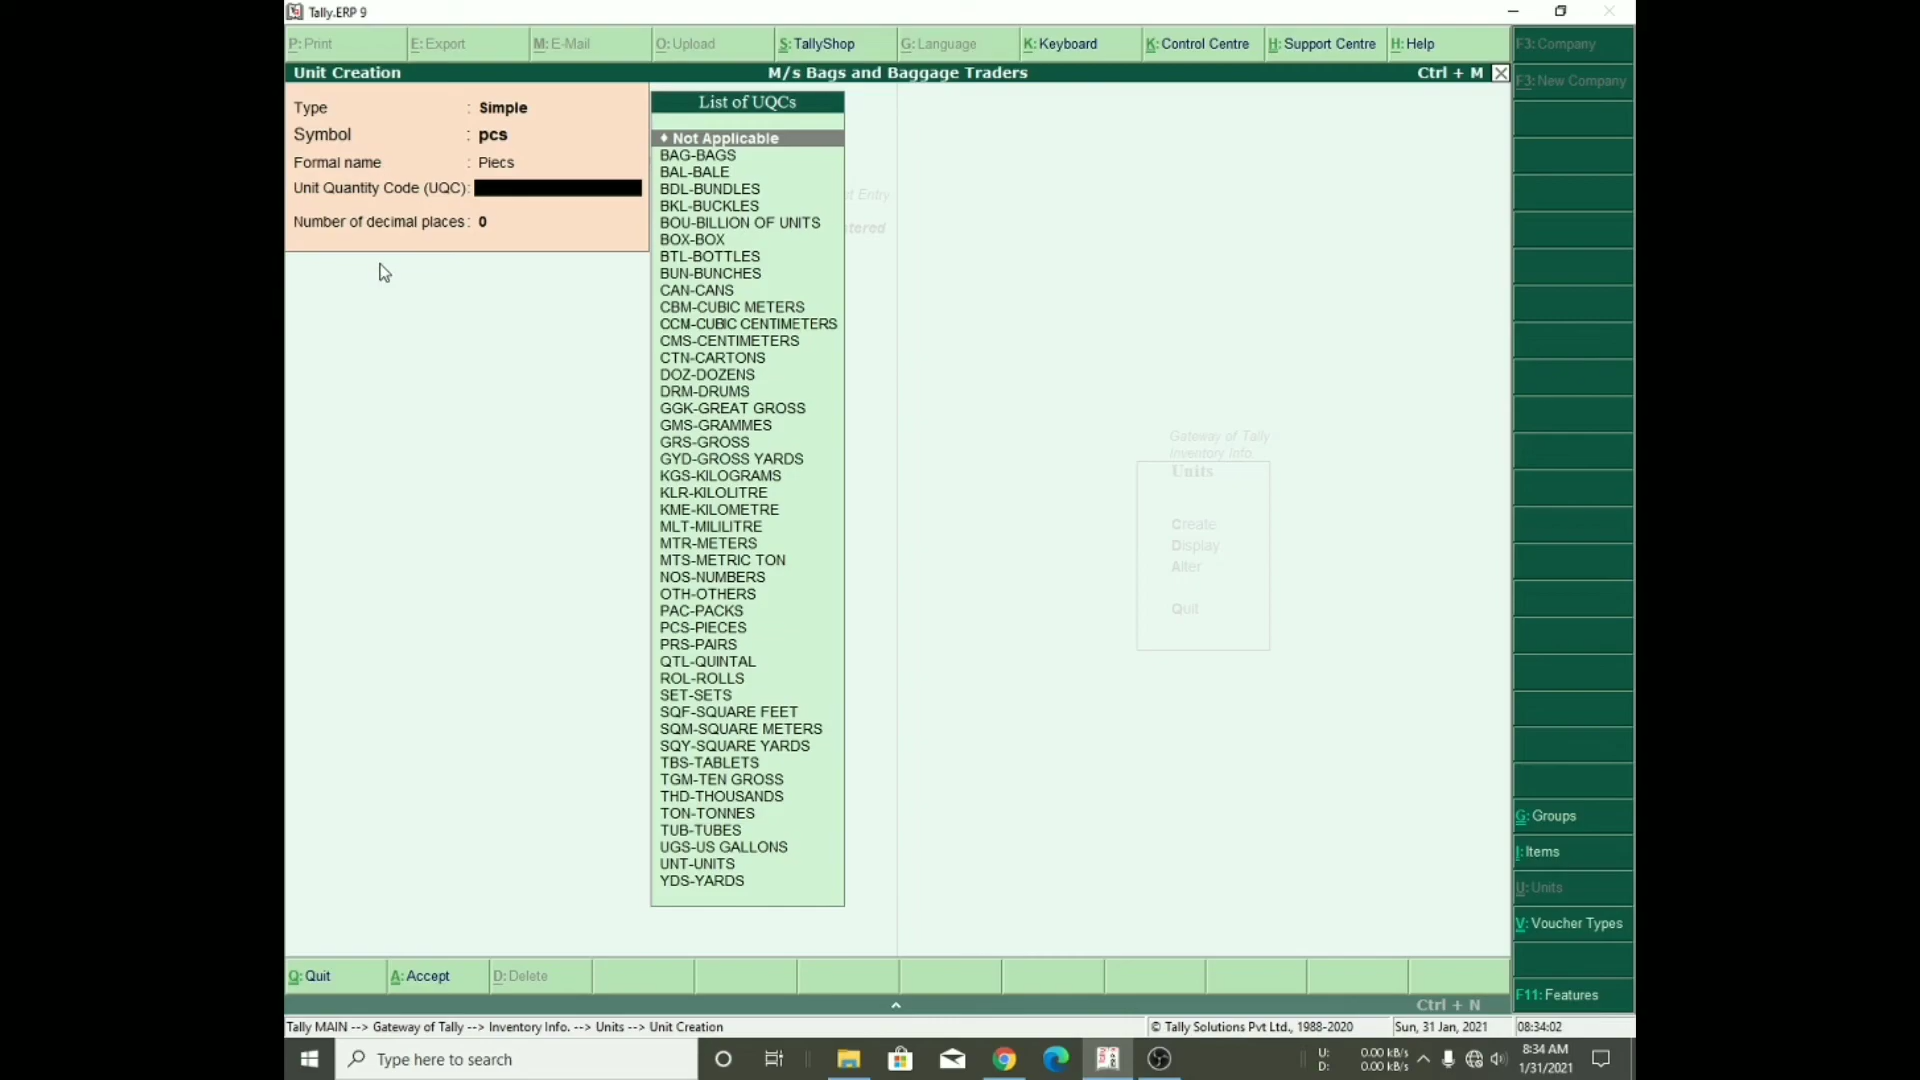 Tally.ERP 9
P: Print E: Export M: E-Mail O: Upload S: TallyShop G: Language K: Keyboard K: Control Centre H: Support Centre H: Help F3: Company
Unit Creation M/s Bags and Baggage Traders Ctrl + M
F3: New Company
Type : Simple
Symbol : pcs
Formal name : Piecs
Unit Quantity Code (UQC):
Number of decimal places : 0
List of UQCs
♦ Not Applicable
BAG-BAGS
BAL-BALE
BDL-BUNDLES
BKL-BUCKLES
BOU-BILLION OF UNITS
BOX-BOX
BTL-BOTTLES
BUN-BUNCHES
CAN-CANS
CBM-CUBIC METERS
CCM-CUBIC CENTIMETERS
CMS-CENTIMETERS
CTN-CARTONS
DOZ-DOZENS
DRM-DRUMS
GGK-GREAT GROSS
GMS-GRAMMES
GRS-GROSS
GYD-GROSS YARDS
KGS-KILOGRAMS
KLR-KILOLITRE
KME-KILOMETRE
MLT-MILILITRE
MTR-METERS
MTS-METRIC TON
NOS-NUMBERS
OTH-OTHERS
PAC-PACKS
PCS-PIECES
PRS-PAIRS
QTL-QUINTAL
ROL-ROLLS
SET-SETS
SQF-SQUARE FEET
SQM-SQUARE METERS
SQY-SQUARE YARDS
TBS-TABLETS
TGM-TEN GROSS
THD-THOUSANDS
TON-TONNES
TUB-TUBES
UGS-US GALLONS
UNT-UNITS
YDS-YARDS
Entry
Gateway of Tally
Inventory Info.
Units
Create
Display
Alter
Quit
G: Groups
I: Items
U: Units
V: Voucher Types
F11: Features
Q: Quit A: Accept D: Delete
Ctrl + N
Tally MAIN --> Gateway of Tally --> Inventory Info. --> Units --> Unit Creation © Tally Solutions Pvt Ltd., 1988-2020 Sun, 31 Jan, 2021 08:34:02
Type here to search
U: 0.00 kB/s
D: 0.00 kB/s
8:34 AM
1/31/2021